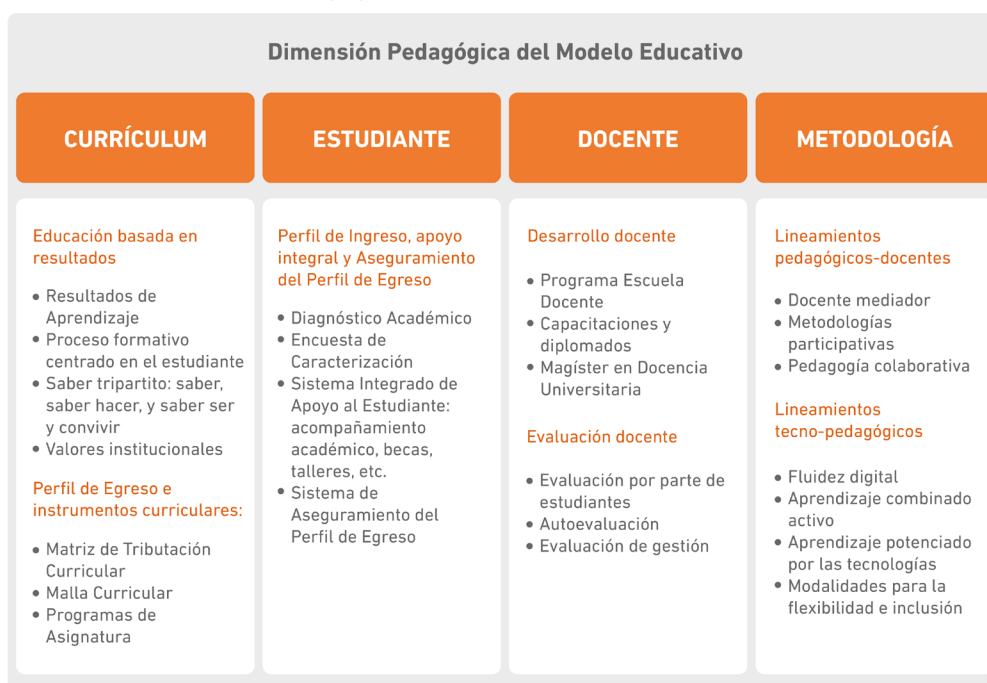 Dimensión Pedagógica del Modelo Educativo
CURRÍCULUM
Educación basada en
resultados
• Resultados de
Aprendizaje
• Proceso formativo
centrado en el estudiante
• Saber tripartito: saber,
saber hacer, y saber ser
y convivir
• Valores institucionales
Perfil de Egreso e
instrumentos curriculares:
• Matriz de Tributación
Curricular
• Malla Curricular
• Programas de
Asignatura
ESTUDIANTE
Perfil de Ingreso, apoyo
integral y Aseguramiento
del Perfil de Egreso
• Diagnóstico Académico
• Encuesta de
Caracterización
• Sistema Integrado de
Apoyo al Estudiante:
acompañamiento
académico, becas,
talleres, etc.
• Sistema de
Aseguramiento del
Perfil de Egreso
DOCENTE
Desarrollo docente
• Programa Escuela
Docente
• Capacitaciones y
diplomados
• Magíster en Docencia
Universitaria
Evaluación docente
• Evaluación por parte de
estudiantes
• Autoevaluación
• Evaluación de gestión
METODOLOGÍA
Lineamientos
pedagógicos-docentes
• Docente mediador
• Metodologías
participativas
• Pedagogía colaborativa
Lineamientos
tecno-pedagógicos
• Fluidez digital
• Aprendizaje combinado
activo
• Aprendizaje potenciado
por las tecnologías
• Modalidades para la
flexibilidad e inclusión